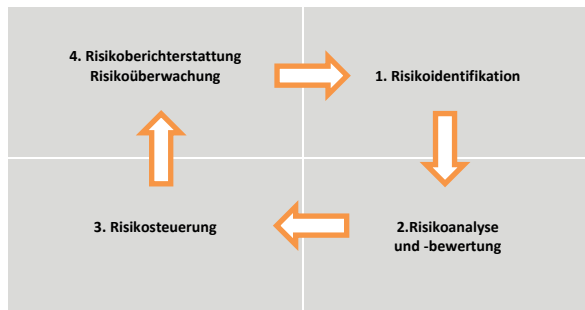 4. Risikoberichterstattung
Risikoüberwachung
1. Risikoidentifikation
3. Risikosteuerung
2.Risikoanalyse
und -bewertung